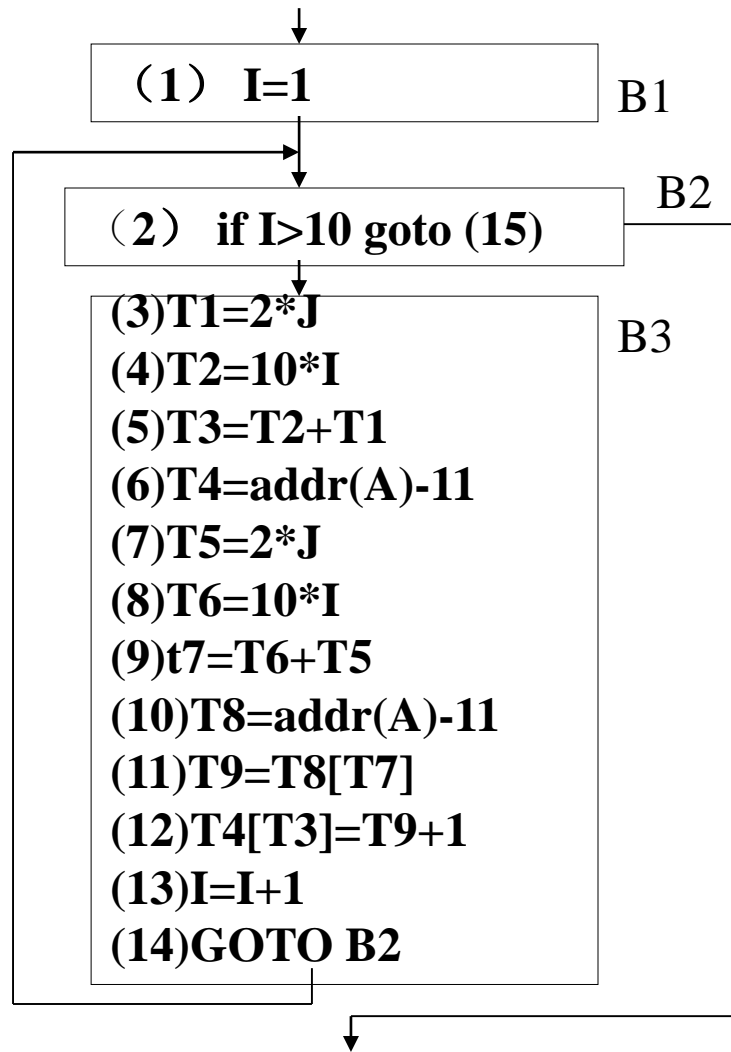 （1） I=1
B1
B2
（2） if I>10 goto (15)
(3)T1=2*J
B3
(4)T2=10*I
(5)T3=T2+T1
(6)T4=addr(A)-11
(7)T5=2*J
(8)T6=10*I
(9)t7=T6+T5
(10)T8=addr(A)-11
(11)T9=T8[T7]
(12)T4[T3]=T9+1
(13)I=I+1
(14)GOTO B2